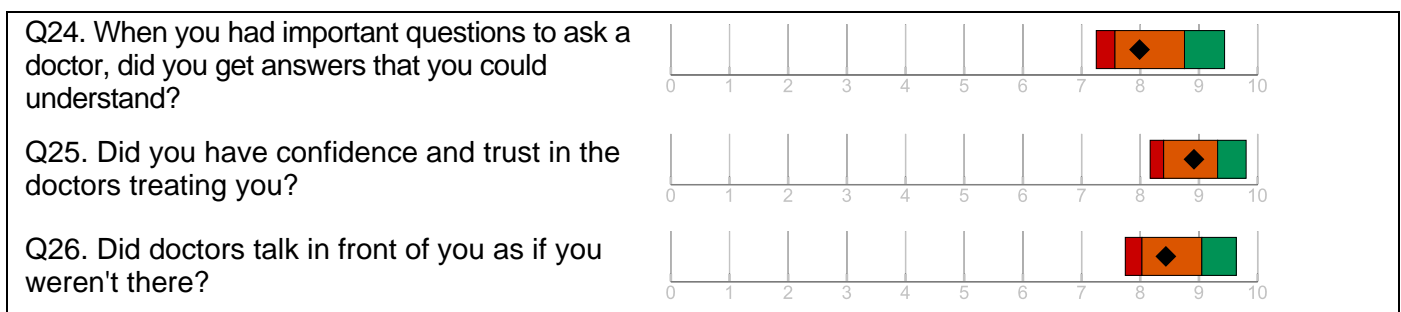 Q24. When you had important questions to ask a
doctor, did you get answers that you could
understand?
0 1 2 3 4 5 6 7 8 9 10
Q25. Did you have confidence and trust in the
doctors treating you?
0 1 2 3 4 5 6 7 8 9 10
Q26. Did doctors talk in front of you as if you
weren't there?
0 1 2 3 4 5 6 7 8 9 10